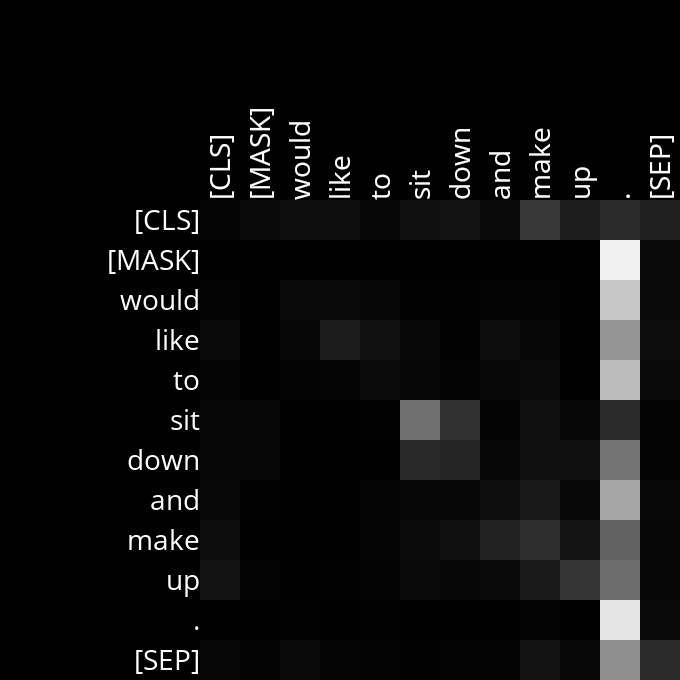 [CLS] [MASK] would like to sit down and make up . [SEP]
[CLS]
[MASK]
would
like
to
sit
down
and
make
up
.
[SEP]